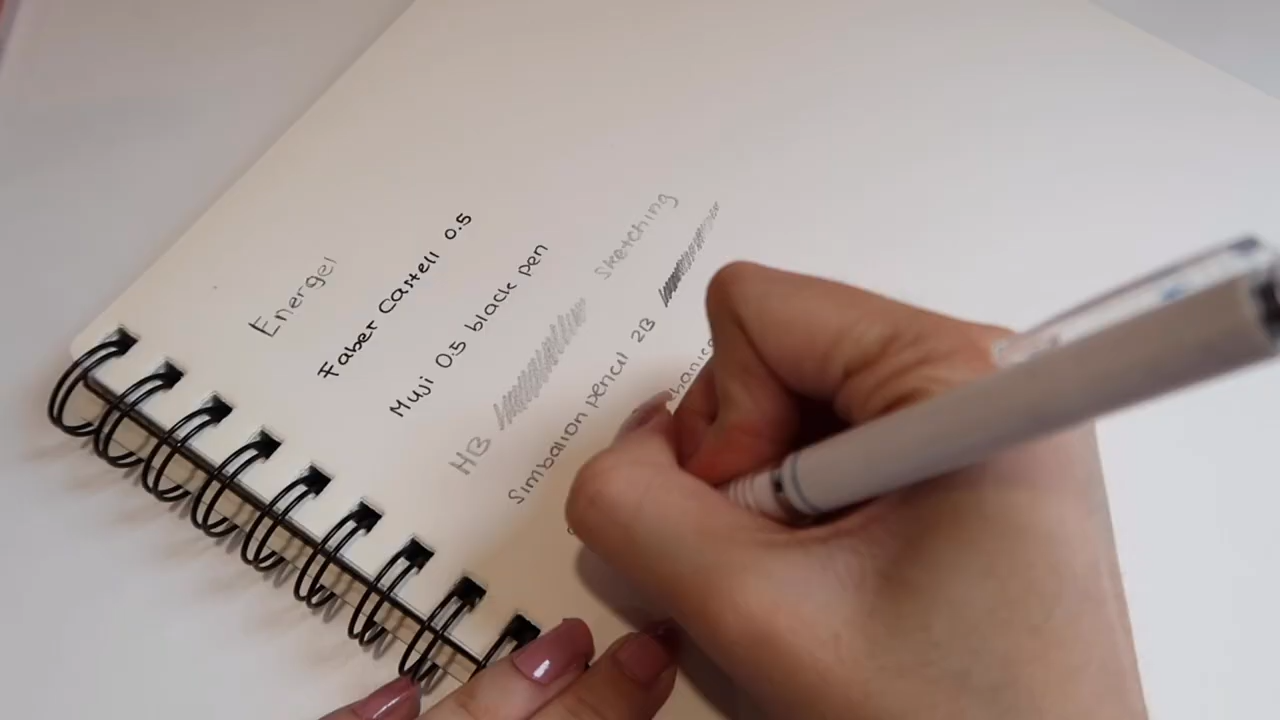 Energel
Faber Castell 0.5
Muji 0.5 black pen
HB Sketching
Simbalion pencil 2B